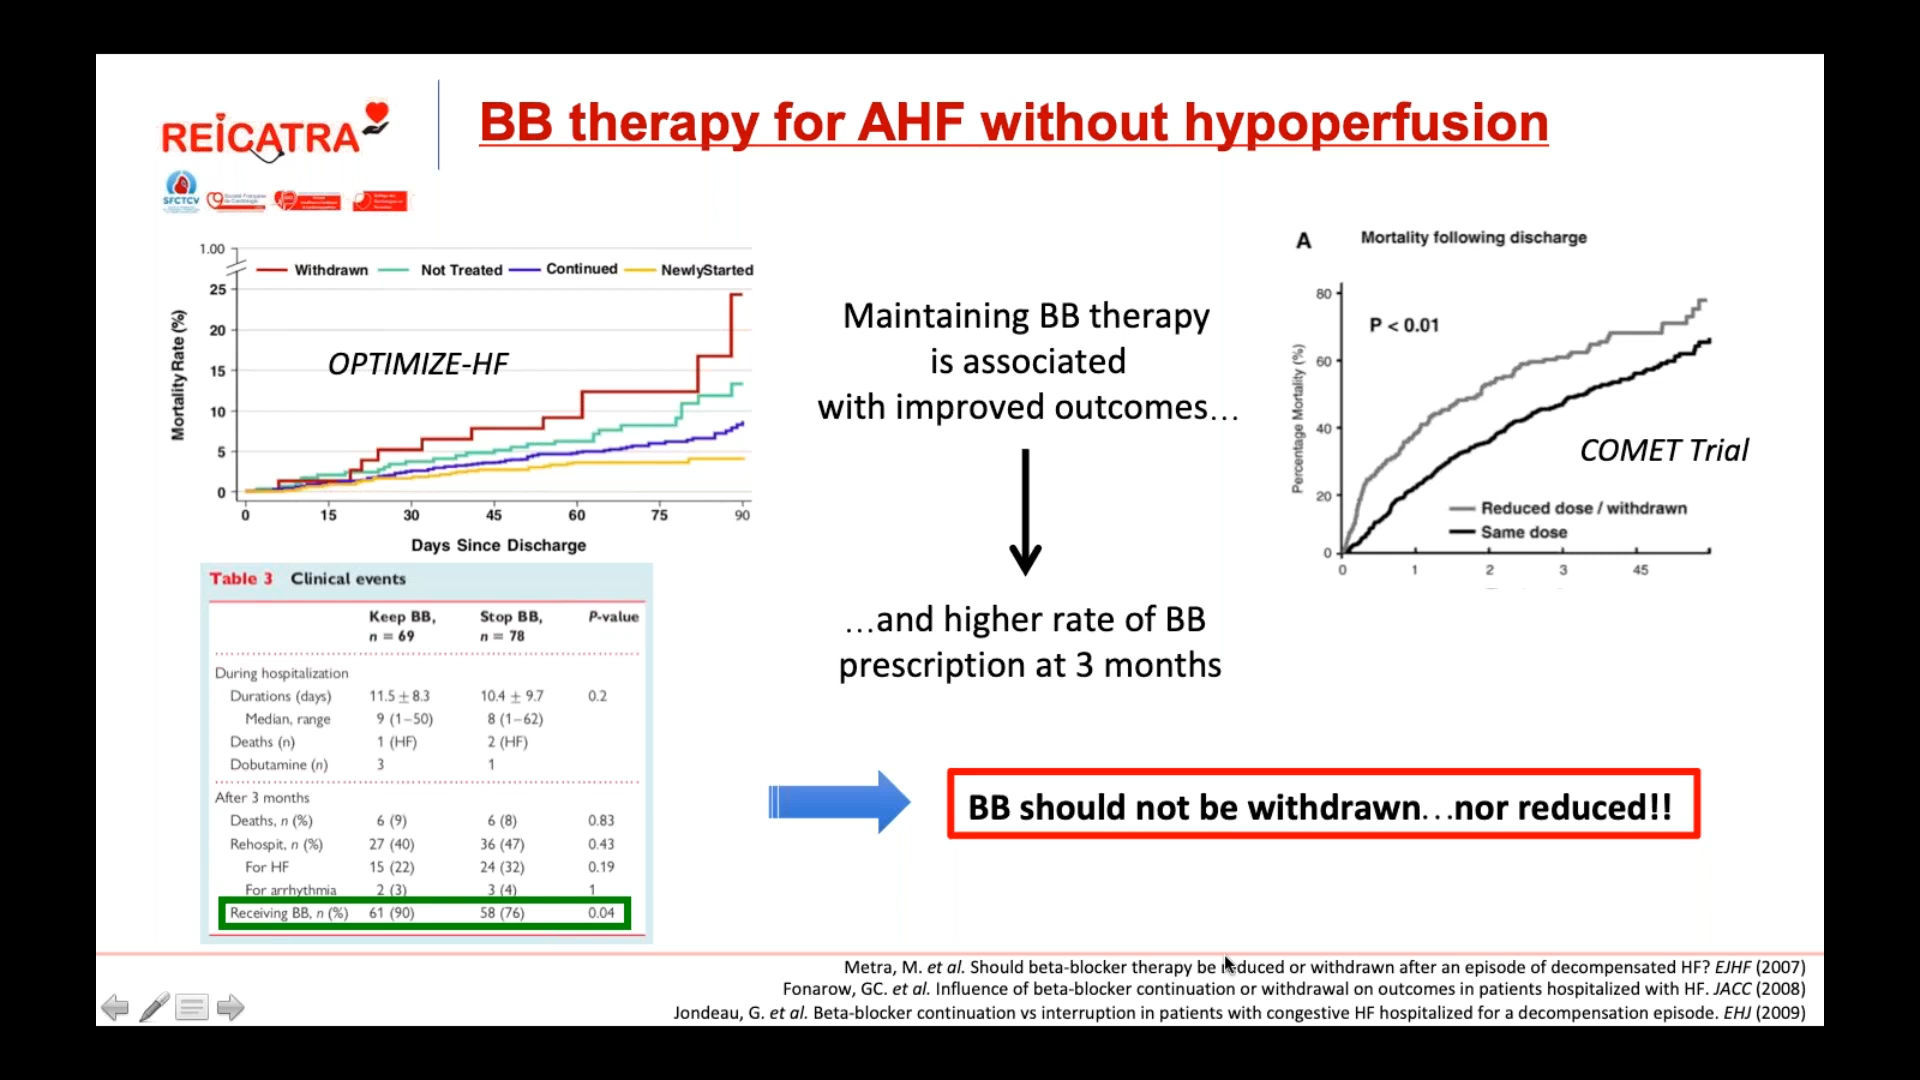 BB therapy for AHF without hypoperfusion
REICATRA
SFCTCV
1.00
Withdrawn Not Treated Continued NewlyStarted
25
20
15
10
5
0
Mortality Rate (%)
OPTIMIZE-HF
0 15 30 45 60 75 90
Days Since Discharge
Table 3 Clinical events
Keep BB, Stop BB, P-value
n = 69 n = 78
During hospitalization
Durations (days) 11.5 ± 8.3 10.4 ± 9.7 0.2
Median, range 9 (1–50) 8 (1–62)
Deaths (n) 1 (HF) 2 (HF)
Dobutamine (n) 3 1
After 3 months
Deaths, n (%) 6 (9) 6 (8) 0.83
Rehospit, n (%) 27 (40) 36 (47) 0.43
For HF 15 (22) 24 (32) 0.19
For arrhythmia 2 (3) 3 (4) 1
Receiving BB, n (%) 61 (90) 58 (76) 0.04
Maintaining BB therapy
is associated
with improved outcomes…
…and higher rate of BB
prescription at 3 months
A Mortality following discharge
80
60
40
20
0
Percentage Mortality (%)
P < 0.01
COMET Trial
Reduced dose / withdrawn
Same dose
0 1 2 3 45
BB should not be withdrawn…nor reduced!!
Metra, M. et al. Should beta-blocker therapy be reduced or withdrawn after an episode of decompensated HF? EJHF (2007)
Fonarow, GC. et al. Influence of beta-blocker continuation or withdrawal on outcomes in patients hospitalized with HF. JACC (2008)
Jondeau, G. et al. Beta-blocker continuation vs interruption in patients with congestive HF hospitalized for a decompensation episode. EHJ (2009)